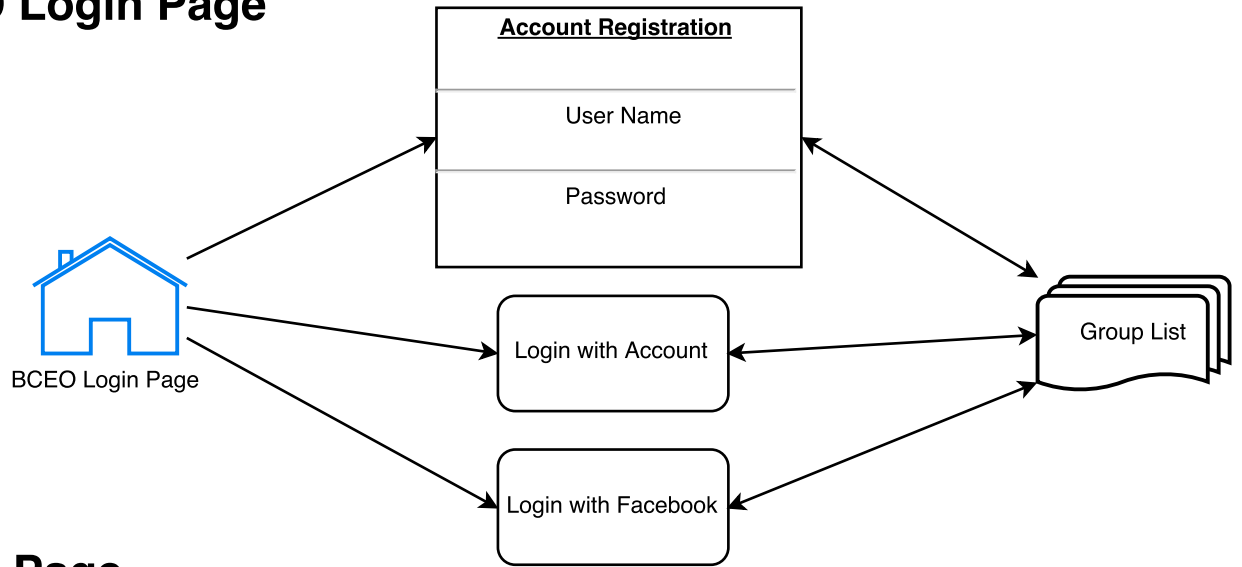 Login Page
Account Registration
User Name
Password
BCEO Login Page
Login with Account
Group List
Login with Facebook
Page